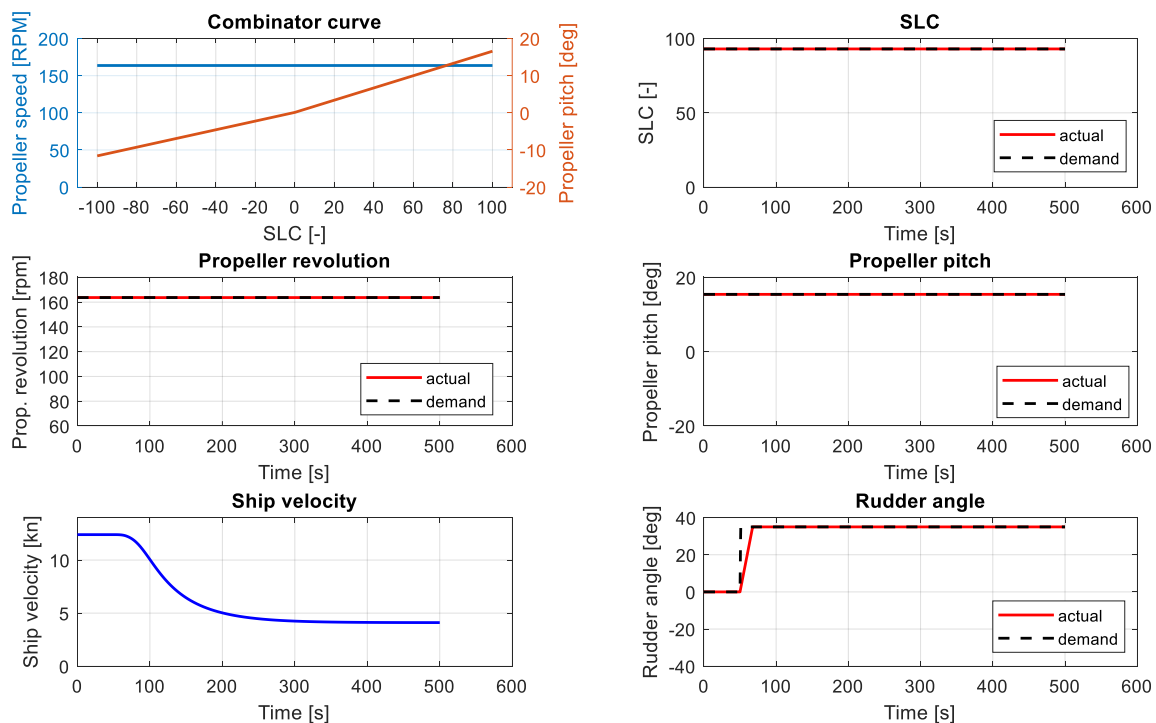 Combinator curve
Propeller speed [RPM]
200
150
100
50
0
20
10
0
-10
-20
Propeller pitch [deg]
-100 -80 -60 -40 -20 0 20 40 60 80 100
SLC [-]
SLC
SLC [-]
100
50
0
actual
demand
0 100 200 300 400 500 600
Time [s]
Propeller revolution
Prop. revolution [rpm]
180
160
140
120
100
80
60
actual
demand
0 100 200 300 400 500 600
Time [s]
Propeller pitch
Propeller pitch [deg]
20
0
-20
actual
demand
0 100 200 300 400 500 600
Time [s]
Ship velocity
Ship velocity [kn]
10
5
0
0 100 200 300 400 500 600
Time [s]
Rudder angle
Rudder angle [deg]
40
20
0
-20
-40
actual
demand
0 100 200 300 400 500 600
Time [s]